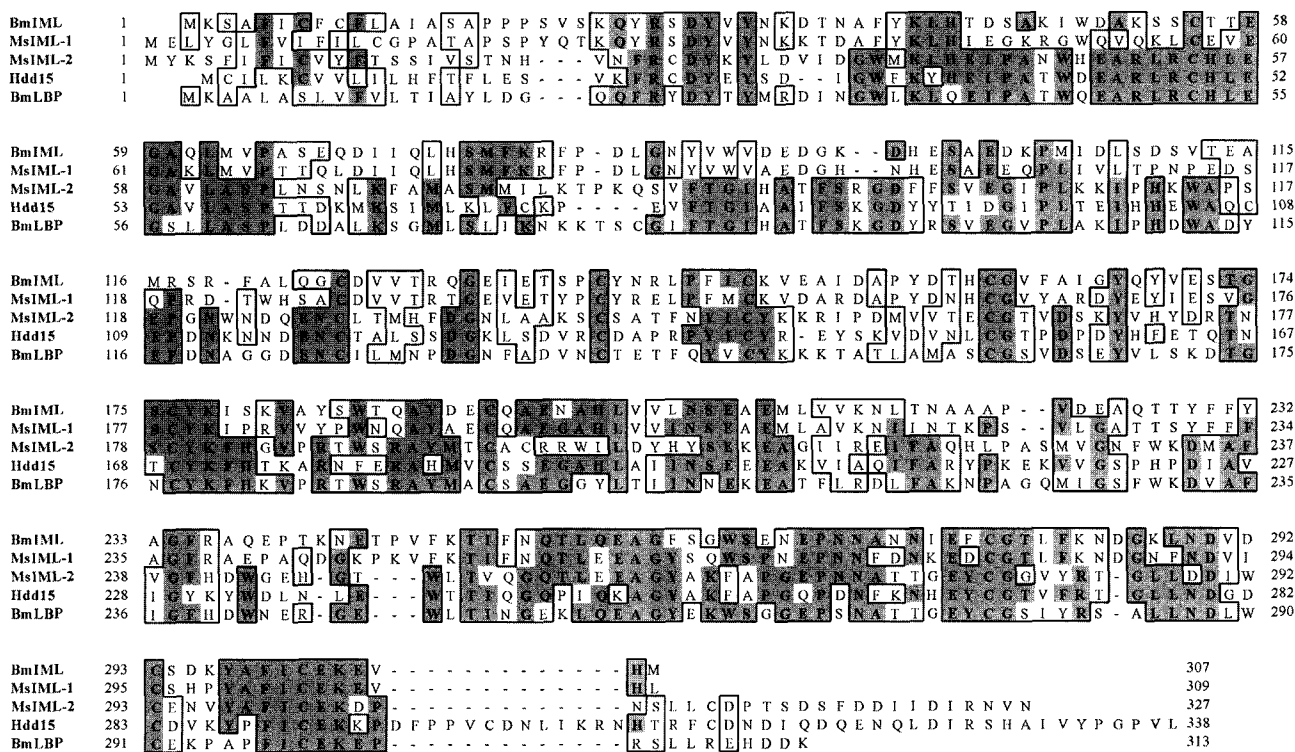 BmIML 1 - - M K S A F I C F C F L A I A S A P P P S V S K Q Y R S D Y V Y N K D T N A F Y K L H T D S A K I W D A K S S C T T E 58
MsIML-1 1 M E L Y G L F V I F I L C G P A T A P S P Y Q T K Q Y R S D Y V Y N K K T D A F Y K L H I E G K R G W Q V Q K L C E V E 60
MsIML-2 1 M Y K S F I F I C V Y F T S S I V S T N H - - - V N F R C D Y K Y L D V I D G W M K L H E I P A N W H E A R L R C H L E 57
Hdd15 1 M C I L K C V V L I L H F T F L E S - - - V K F R C D Y E Y S D - I G W F K Y H E I P A N W H E A R L R C H L E 52
BmLBP 1 M K A A L A S L V F V L T I A Y L D G - - - Q Q F R Y D Y T Y M R D I N G W L K L Q E I P A T W Q E A R L R C H L E 55
BmIML 59 G A Q L M V P A S E Q D I I Q L H S M F K R F P - D L G N Y V W V D E D G K - D H E S A E D K P M I D L S D S V T E A 115
MsIML-1 61 G A K L M V P T T Q L D I I Q L H S M F K R F P - D L G N Y V W V A E D G H - N H E S A E E Q P L I V L T P N P E D S 117
MsIML-2 58 G A V L A S P L N S N L K F A M A S M M I L K T P K Q S V F T G I H A T F S R G D F F S V E G I P L K K I P H K W A P S 117
Hdd15 53 G A V L A S P T T D K M K S I M L K L F C K P - - - - E V F T G I A A I F S K G D Y Y T I D G I P L T E I H H E W A Q C 108
BmLBP 56 G S L L A S P L D D A L K S G M L S L I K N K K T S C G I F T G I H A T F S K G D Y R S V E G V P L A K I P H D W A D Y 115
BmIML 116 M R S R - F A L Q G C D V V T R Q G E I E T S P C Y N R L P F I C K V E A I D A P Y D T H C G V F A I G Y Q Y V E S T G 174
MsIML-1 118 Q P R D - T W H S A C D V V T R T G E V E T Y P C Y R E L P F M C K V D A R D A P Y D N H C G V Y A R D Y E Y I E S V G 176
MsIML-2 118 E P G N W N D Q E N C L T M H F D G N L A A K S C S A T F N E I C Y K K R I P D M V V T E C G T V D S K Y V H Y D R T N 177
Hdd15 109 E P D N K N N D D N C T A L S S D G K L S D V R C D A P R P Y I C Y R - E Y S K V D V N L C G T P D P D Y H F E T Q T N 167
BmLBP 116 R F D N A G G D S N C I L M N P D G N F A D V N C T E T F Q Y V C Y K K K T A T L A M A S C G S V D S E Y V L S K D T G 175
BmIML 175 S C Y K I S K V A Y S W T Q A Y D E C Q A E N A H L V V L N S E A E M L V V K N L T N A A A P - - V D E A Q T T Y F F Y 232
MsIML-1 177 S C Y K I P R V V Y P W N Q A Y A E C Q A E G A H L V V I N S E A E M L A V K N I I N T K P S - - V L G A T T S Y F F F 234
MsIML-2 178 S C Y K F H G V P R T W S R A Y M T C A C R R W I L D Y H Y S E K E A G I I R E I F A Q H L P A S M V G N F W K D M A F 237
Hdd15 168 T C Y K F H T K A R N F E R A H M V C S S E G A H L A I I N S E E E A K V I A Q I F A R Y P K E K V V G S P H P D I A V 227
BmLBP 176 N C Y K F H K V P R T W S R A Y M A C S A E G G Y L T I I N N E K E A T F L R D L F A K N P A G Q M I G S F W K D V A F 235
BmIML 233 A G F R A Q E P T K N E T P V F K T I F N Q T L Q E A G F S G W S E N E P N N A N N I E F C G T L F K N D G K L N D V D 292
MsIML-1 235 A G F R A E P A Q D G K P K V F K T I F N Q T L E E A G Y S Q W S P N E P N N F D N K E D C G T L F K N D G N F N D V I 294
MsIML-2 238 V G F H D W G E H - G T - - - W L T V Q G Q T L E E A G Y A K F A P G E P N N A T T G E Y C G G V Y R T - G L L D D I W 292
Hdd15 228 I G Y K Y W D L N - L E - - - W T T F Q G Q P I Q K A G Y A K F A P G Q P D N F K N H E Y C G T V F R T - G L L N D G D 282
BmLBP 236 I G F H D W N E R - G E - - - W L T I N G E K L Q E A G Y E K W S G G E P S N A T T G E Y C G S I Y R S - A L L N D L W 290
BmIML 293 C S D K Y A F I C E K E V - - - - - - - - - - - - - H M 307
MsIML-1 295 C S H P Y A F I C E K E V - - - - - - - - - - - - - H L 309
MsIML-2 293 C E N V Y A F I C E K D P - - - - - - - - - - - - - N S L L C D P T S D S F D D I I D I R N V N 327
Hdd15 283 C D V K Y P F I C E K K P D F P P V C D N L I K R N H T R F C D N D I Q D Q E N Q L D I R S H A I V Y P G P V L 338
BmLBP 291 C E K P A P F I C E K E P - - - - - - - - - - - - - R S L L R E H D D K 313